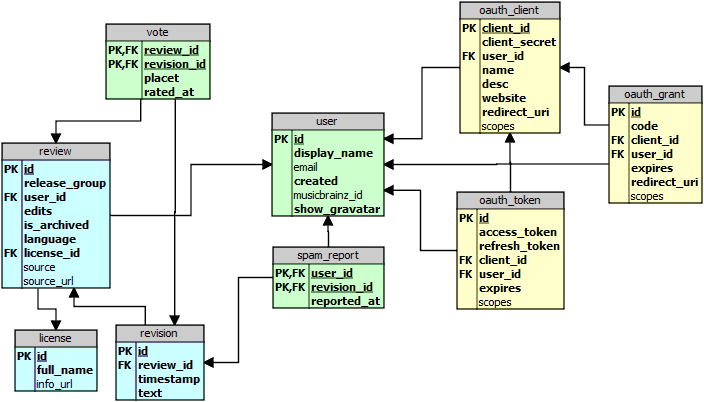 vote
PK,FK review_id
PK,FK revision_id
placet
rated_at
review
PK id
release_group
FK user_id
edits
is_archived
language
FK license_id
source
source_url
license
PK id
full_name
info_url
revision
PK id
FK review_id
timestamp
text
user
PK id
display_name
email
created
musicbrainz_id
show_gravatar
spam_report
PK,FK user_id
PK,FK revision_id
reported_at
oauth_client
PK client_id
client_secret
FK user_id
name
desc
website
redirect_uri
scopes
oauth_token
PK id
access_token
refresh_token
FK client_id
FK user_id
expires
scopes
oauth_grant
PK id
code
FK client_id
FK user_id
expires
redirect_uri
scopes